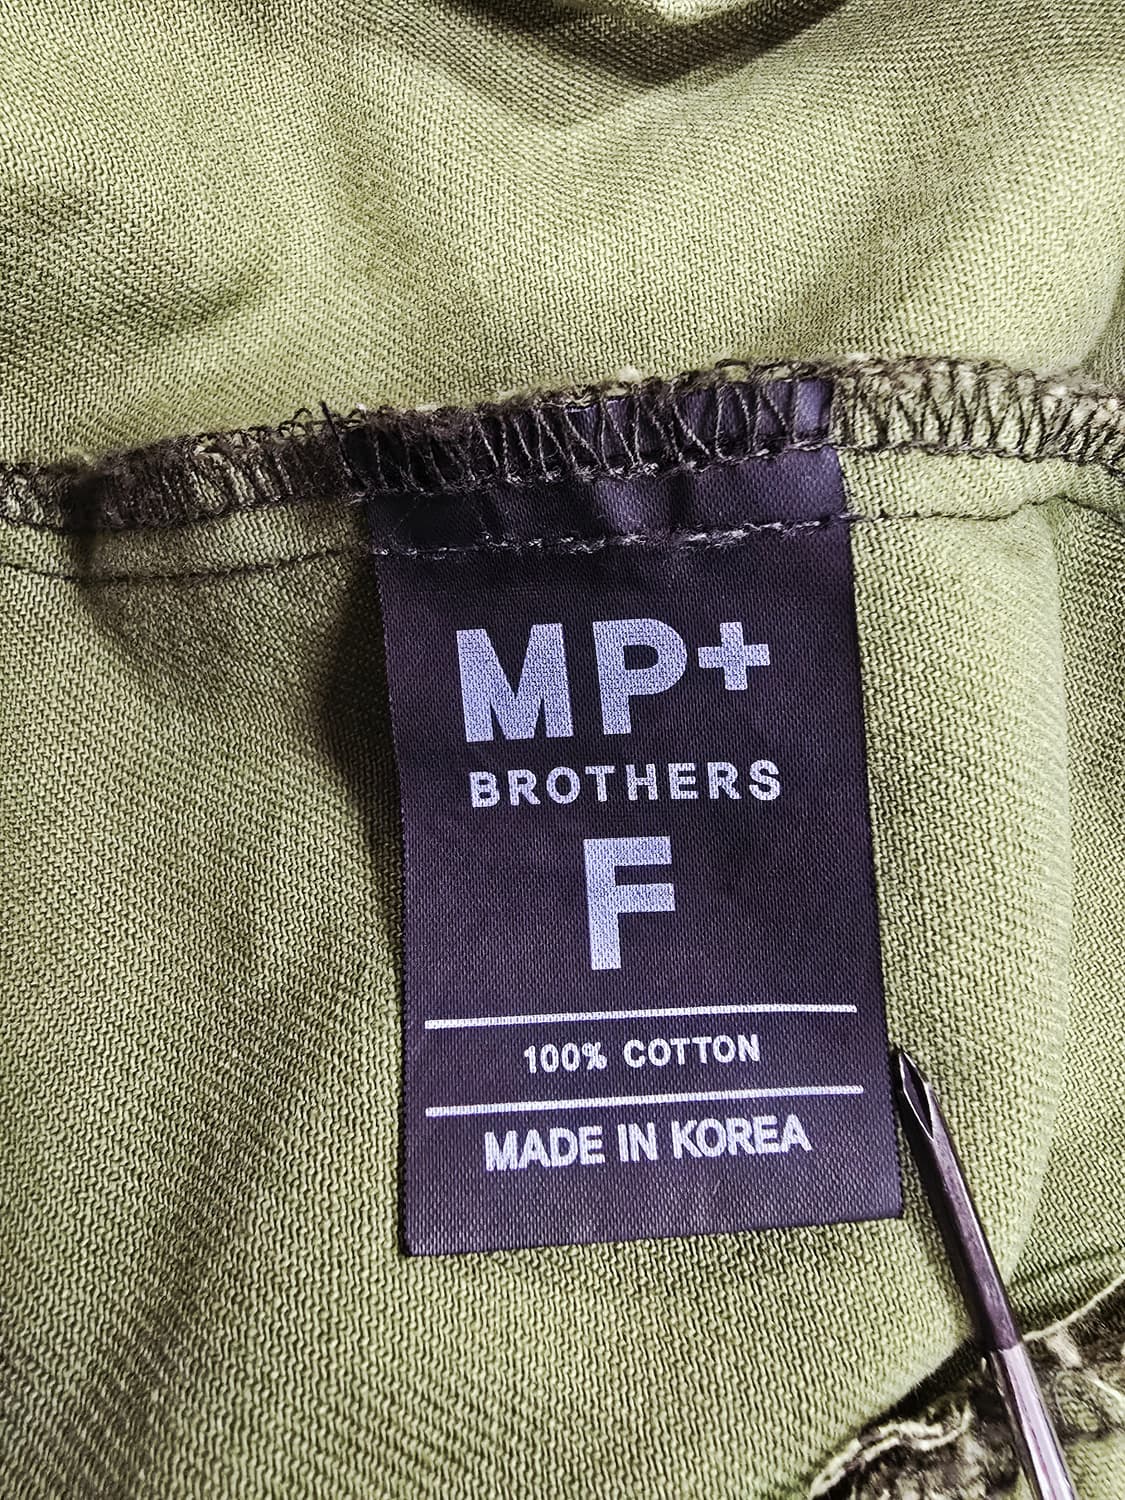 MP+
BROTHERS
F
100% COTTON
MADE IN KOREA